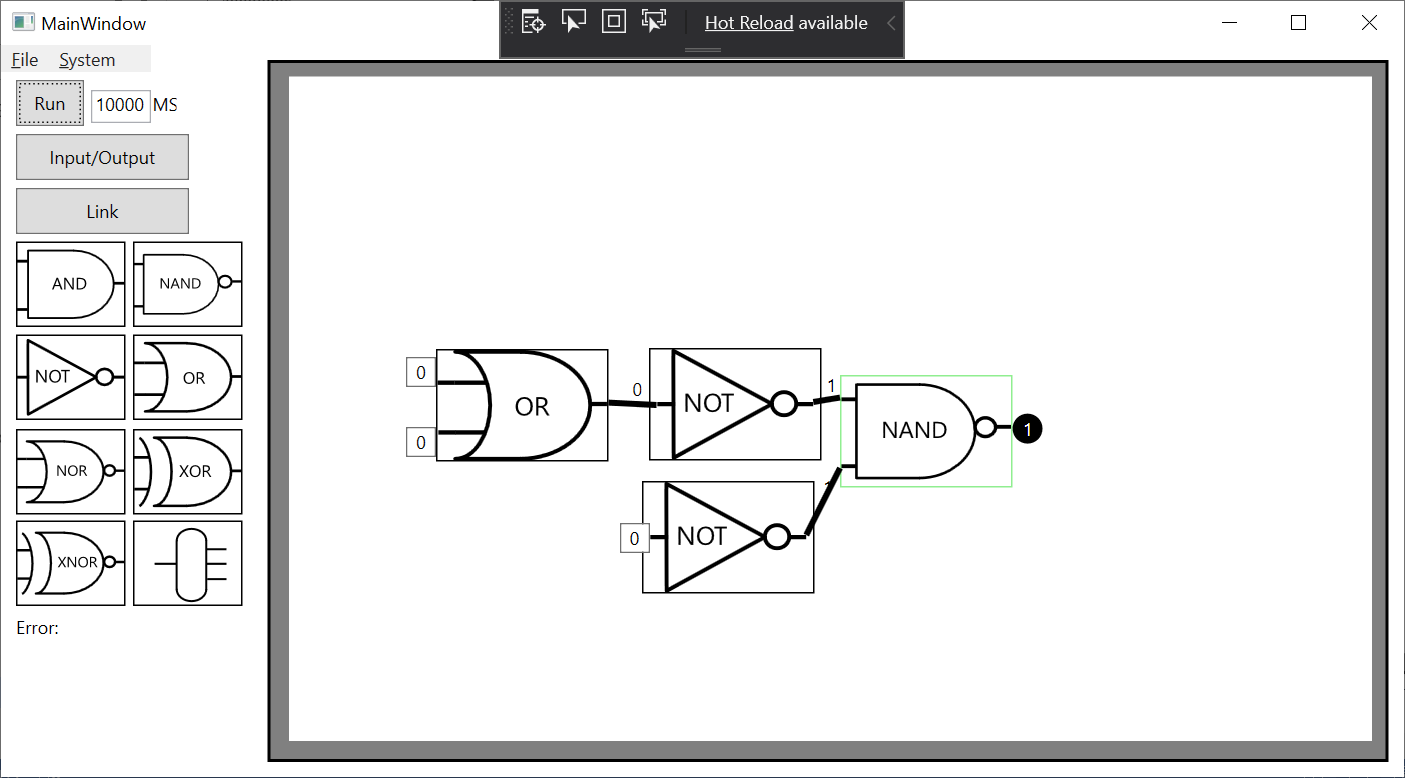 MainWindow
Hot Reload available
File System
Run 10000 MS
Input/Output
Link
AND NAND
NOT OR
NOR XOR
XNOR
Error:
0
0
OR
0
NOT
1
NAND
1
0
NOT